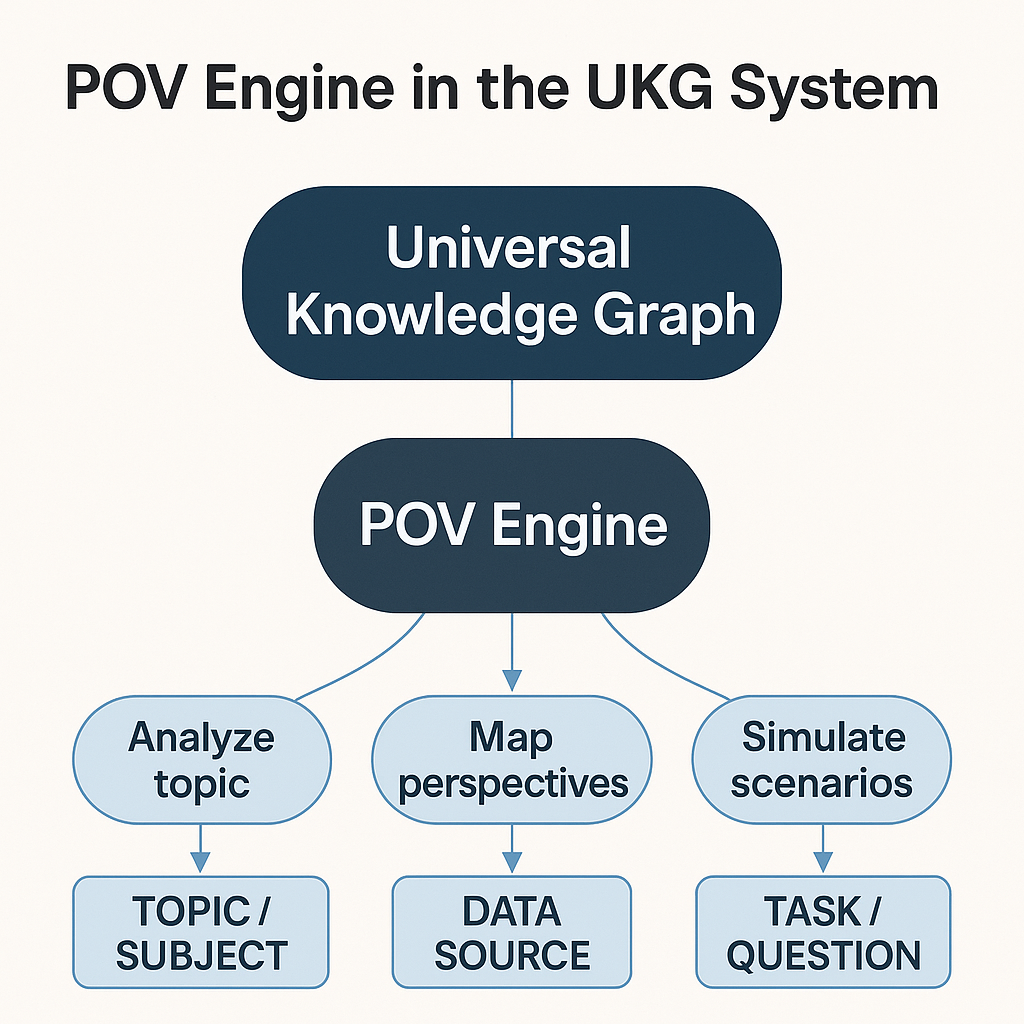 POV Engine in the UKG System
Universal
Knowledge Graph
POV Engine
Analyze
topic
Map
perspectives
Simulate
scenarios
TOPIC /
SUBJECT
DATA
SOURCE
TASK /
QUESTION